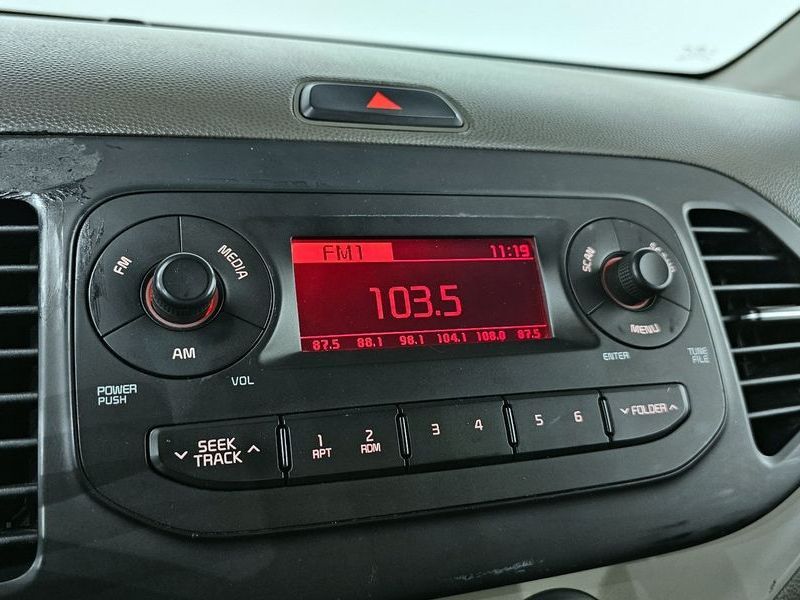 FM1 11:19
103.5
87.5 88.1 98.1 104.1 108.0 87.5
FM
MEDIA
AM
POWER
PUSH
VOL
SCAN
MENU
ENTER
TUNE
FILE
SEEK
TRACK
1
RPT
2
RDM
3
4
5
6
FOLDER